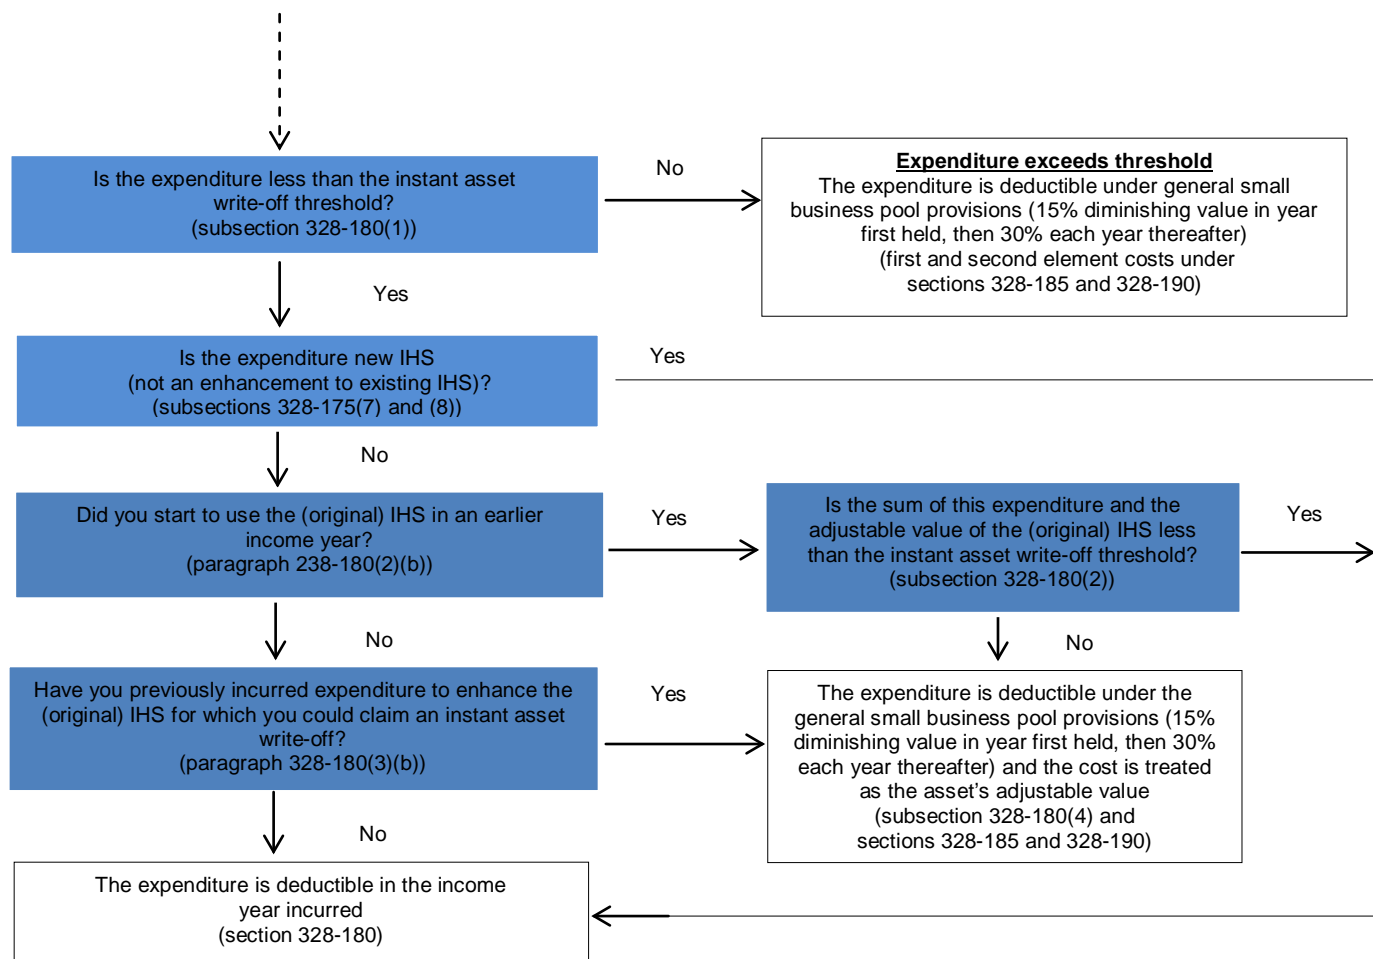 Is the expenditure less than the instant asset
write-off threshold?
(subsection 328-180(1))
No
Expenditure exceeds threshold
The expenditure is deductible under general small
business pool provisions (15% diminishing value in year
first held, then 30% each year thereafter)
(first and second element costs under
sections 328-185 and 328-190)
Yes
Is the expenditure new IHS
(not an enhancement to existing IHS)?
(subsections 328-175(7) and (8))
Yes
No
Did you start to use the (original) IHS in an earlier
income year?
(paragraph 238-180(2)(b))
Yes
Is the sum of this expenditure and the
adjustable value of the (original) IHS less
than the instant asset write-off threshold?
(subsection 328-180(2))
Yes
No
No
Have you previously incurred expenditure to enhance the
(original) IHS for which you could claim an instant asset
write-off?
(paragraph 328-180(3)(b))
Yes
The expenditure is deductible under the
general small business pool provisions (15%
diminishing value in year first held, then 30%
each year thereafter) and the cost is treated
as the asset’s adjustable value
(subsection 328-180(4) and
sections 328-185 and 328-190)
No
The expenditure is deductible in the income
year incurred
(section 328-180)